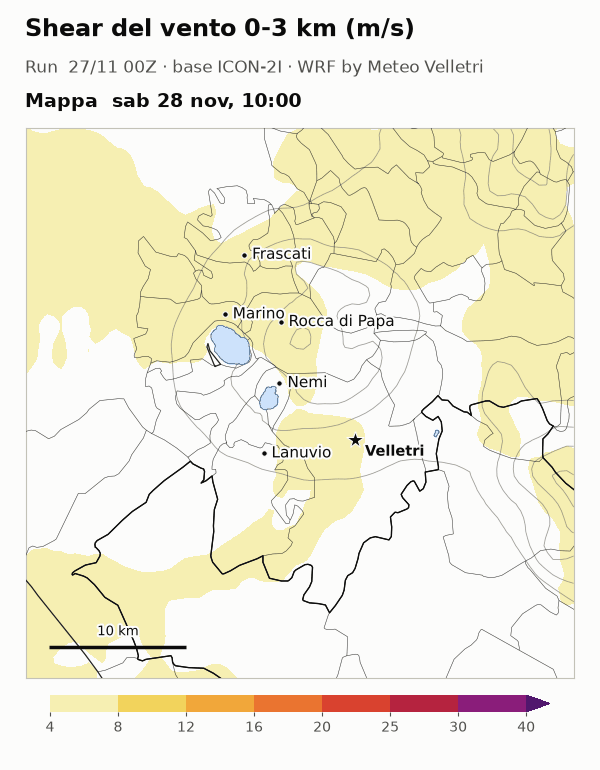 Shear del vento 0-3 km (m/s)
Run  27/11 00Z · base ICON-2I · WRF by Meteo Velletri
Mappa  sab 28 nov, 10:00
Frascati
Marino
Rocca di Papa
Nemi
Velletri
Lanuvio
10 km
4 8 12 16 20 25 30 40